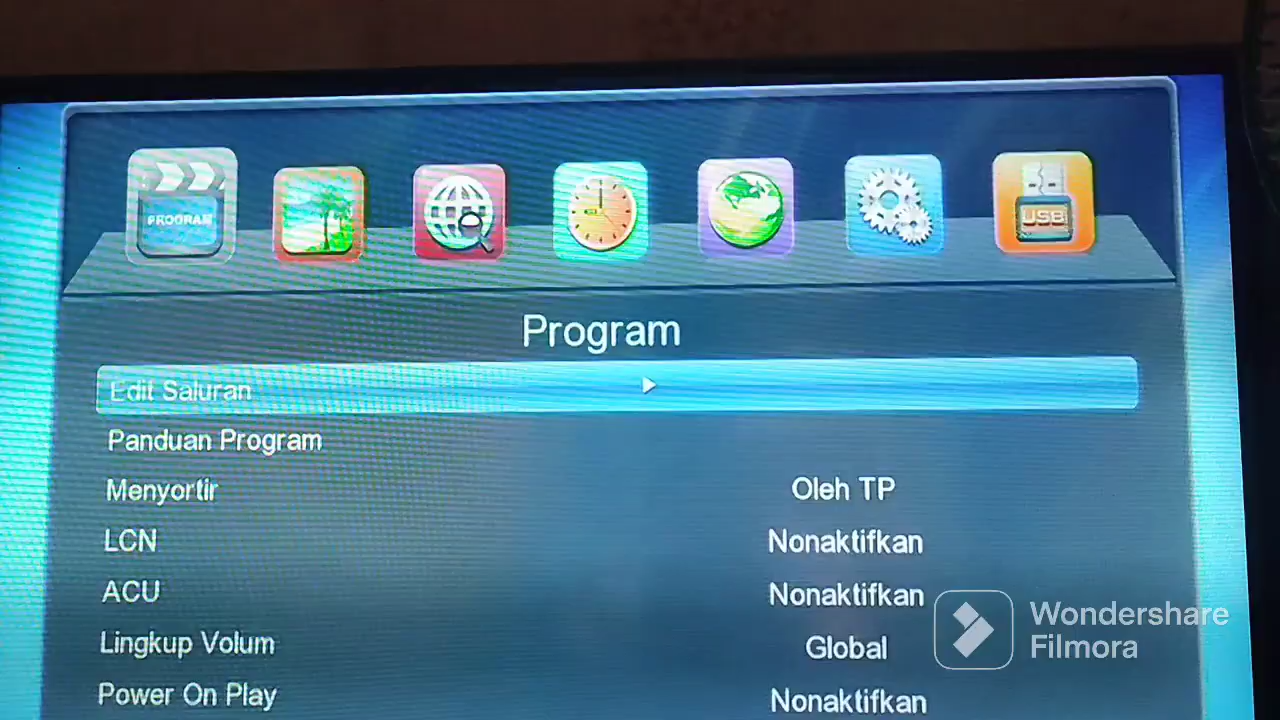 PROGRAM
USB
Program
Edit Saluran
Panduan Program
Menyortir Oleh TP
LCN Nonaktifkan
ACU Nonaktifkan
Lingkup Volum Global
Power On Play Nonaktifkan
Wondershare
Filmora